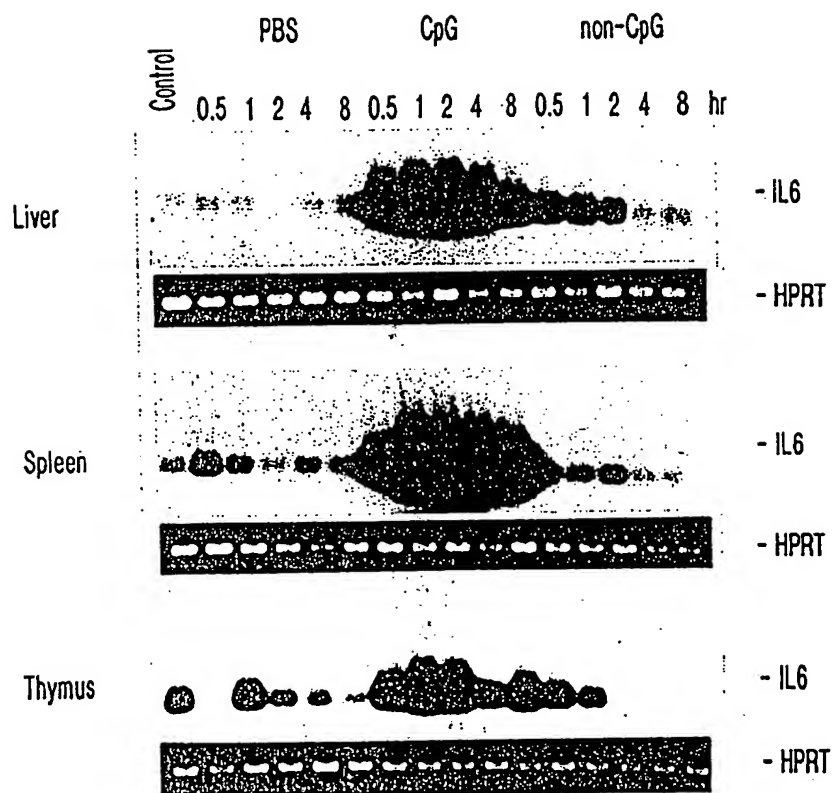 PBS CpG non-CpG
Control 0.5 1 2 4 8 0.5 1 2 4 8 0.5 1 2 4 8 hr
Liver - IL6
- HPRT
Spleen - IL6
- HPRT
Thymus - IL6
- HPRT